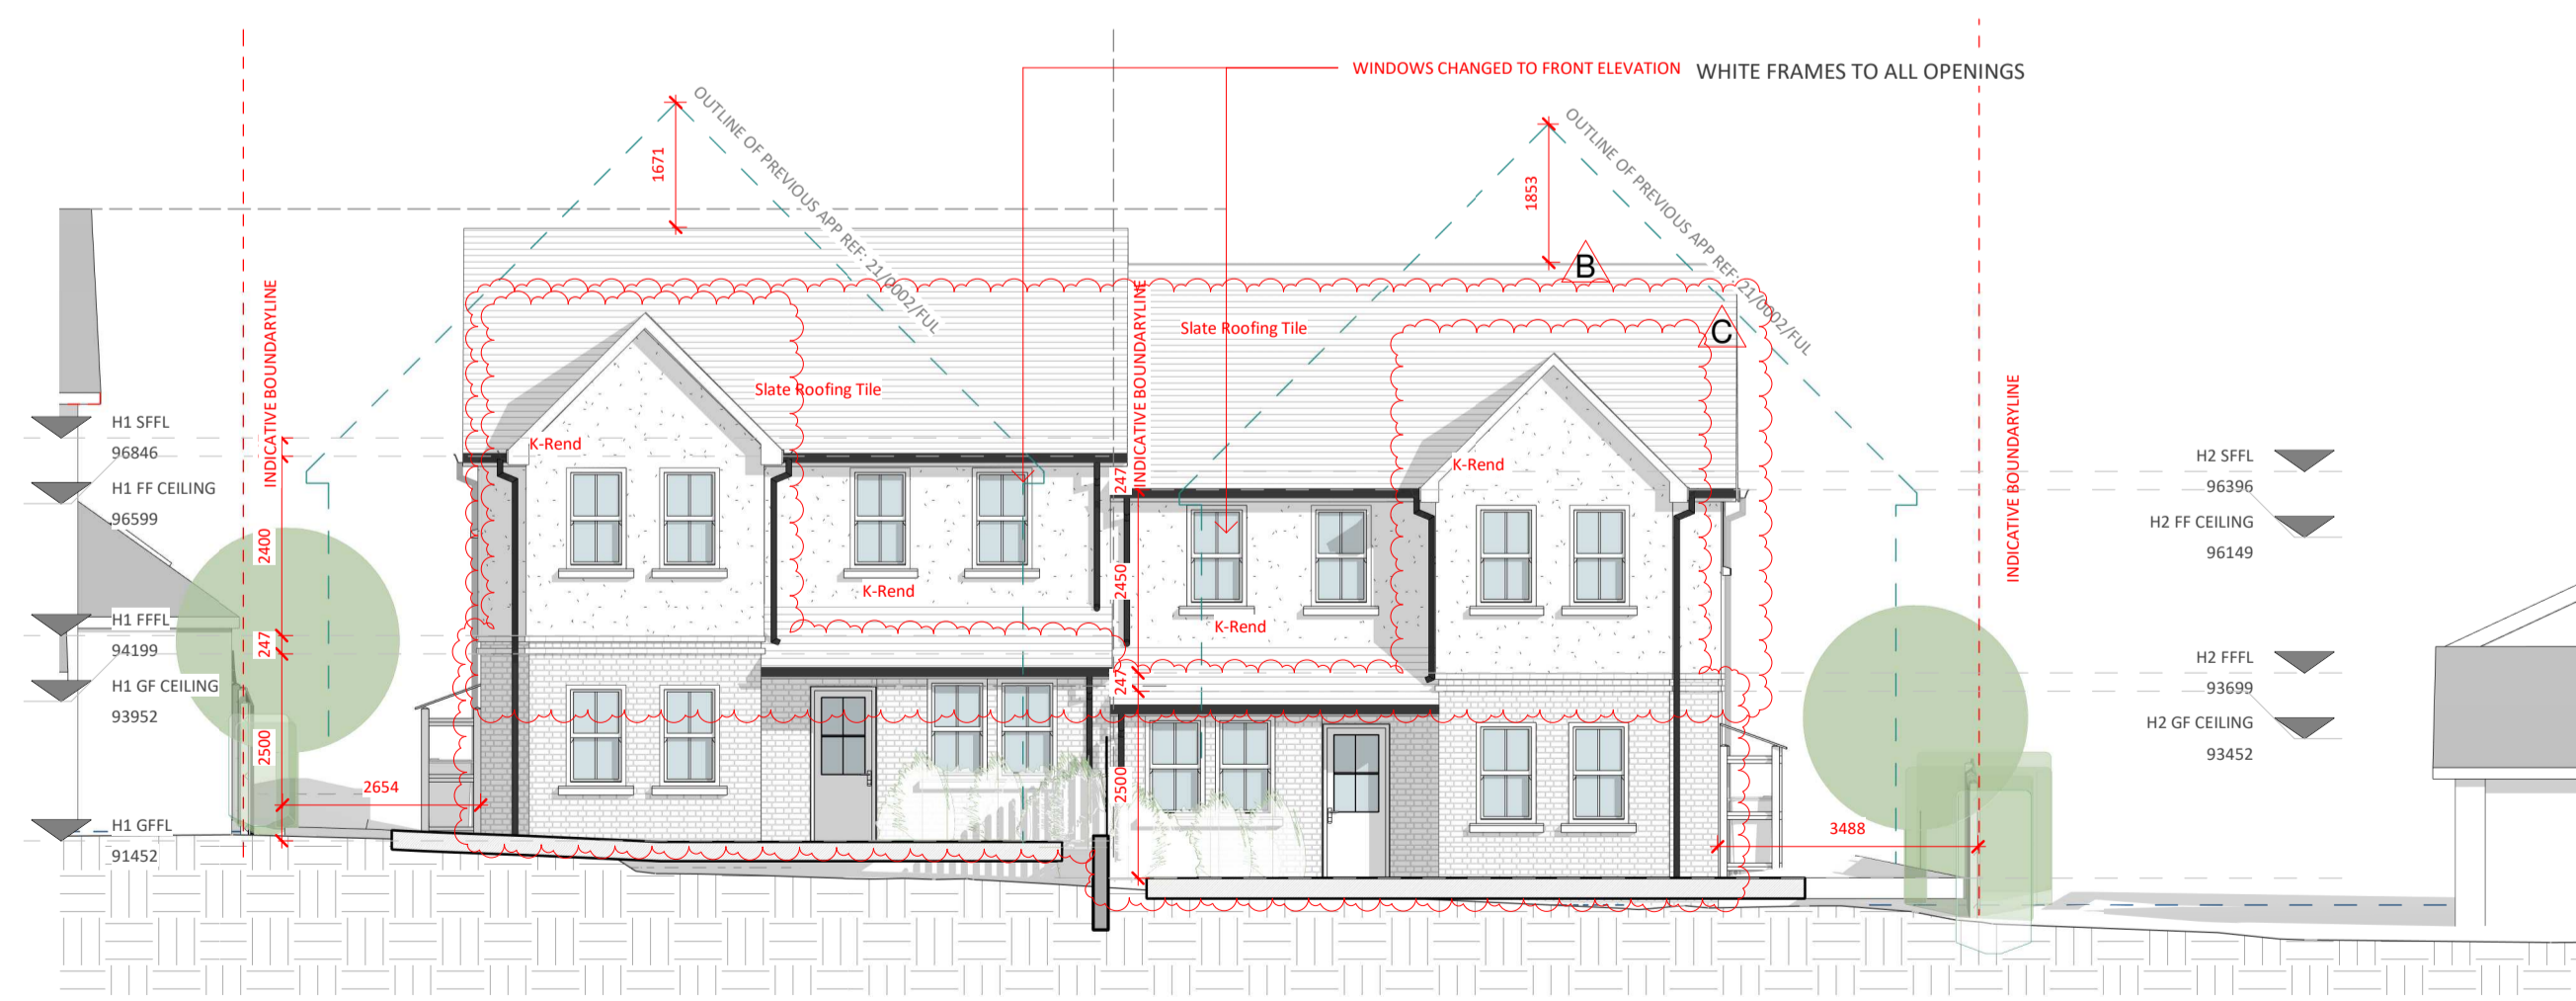 WINDOWS CHANGED TO FRONT ELEVATION
WHITE FRAMES TO ALL OPENINGS
OUTLINE OF PREVIOUS APP REF: 21/0002/FUL
OUTLINE OF PREVIOUS APP REF: 21/0002/FUL
1671
1853
B
C
INDICATIVE BOUNDARYLINE
INDICATIVE BOUNDARYLINE
INDICATIVE BOUNDARYLINE
Slate Roofing Tile
Slate Roofing Tile
K-Rend
K-Rend
K-Rend
K-Rend
H1 SFFL
96846
H1 FF CEILING
96599
H1 FFFL
94199
H1 GF CEILING
93952
H1 GFFL
91452
2400
247
2500
2654
247
2450
247
2500
3488
H2 SFFL
96396
H2 FF CEILING
96149
H2 FFFL
93699
H2 GF CEILING
93452